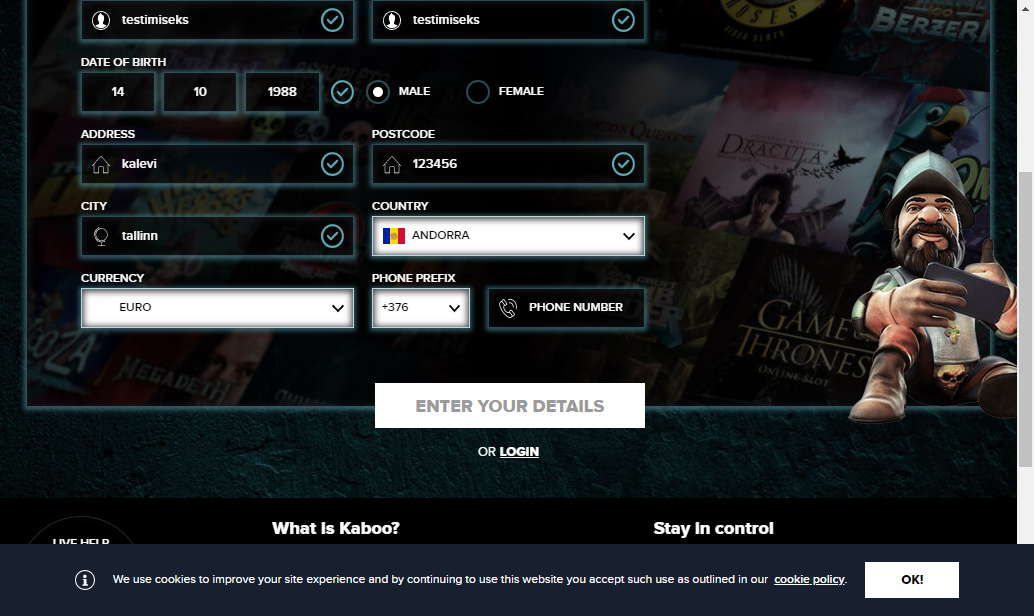 testimiseks
testimiseks
DATE OF BIRTH
14 10 1988 MALE FEMALE
ADDRESS
kalevi
POSTCODE
123456
CITY
tallinn
COUNTRY
ANDORRA
CURRENCY
EURO
PHONE PREFIX
+376
PHONE NUMBER
ROSES
VIDEO SLOTS
BERZERK
DRACULA
GAME OF
THRONES
ONLINE SLOT
MEGADETH
ENTER YOUR DETAILS
OR LOGIN
LIVE HELP
What is Kaboo?
Stay in control
We use cookies to improve your site experience and by continuing to use this website you accept such use as outlined in our cookie policy.
OK!